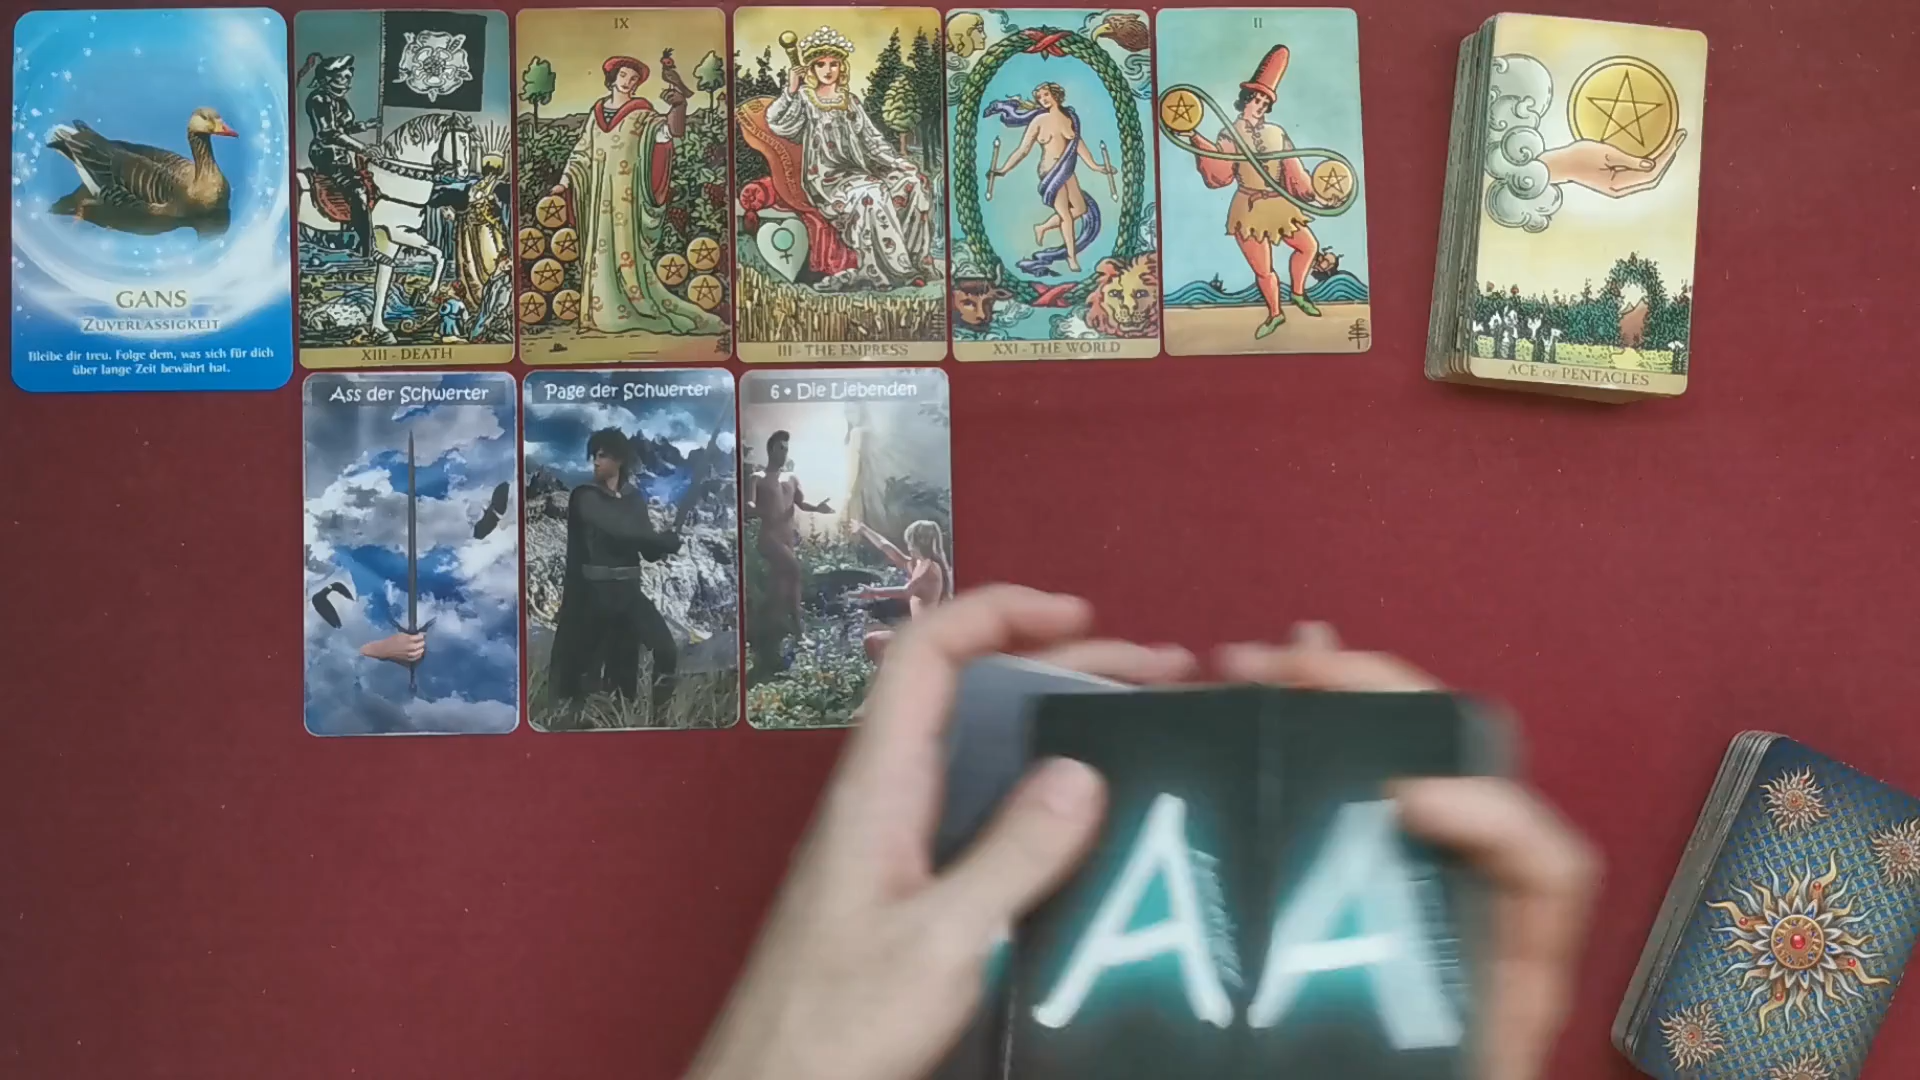 GANS
ZUVERLÄSSIGKEIT
Bleibe dir treu. Folge dem, was sich für dich
über lange Zeit bewährt hat.
XIII - DEATH
IX
III - THE EMPRESS
XXI - THE WORLD
II
ACE OF PENTACLES
Ass der Schwerter
Page der Schwerter
6 • Die Liebenden
A A